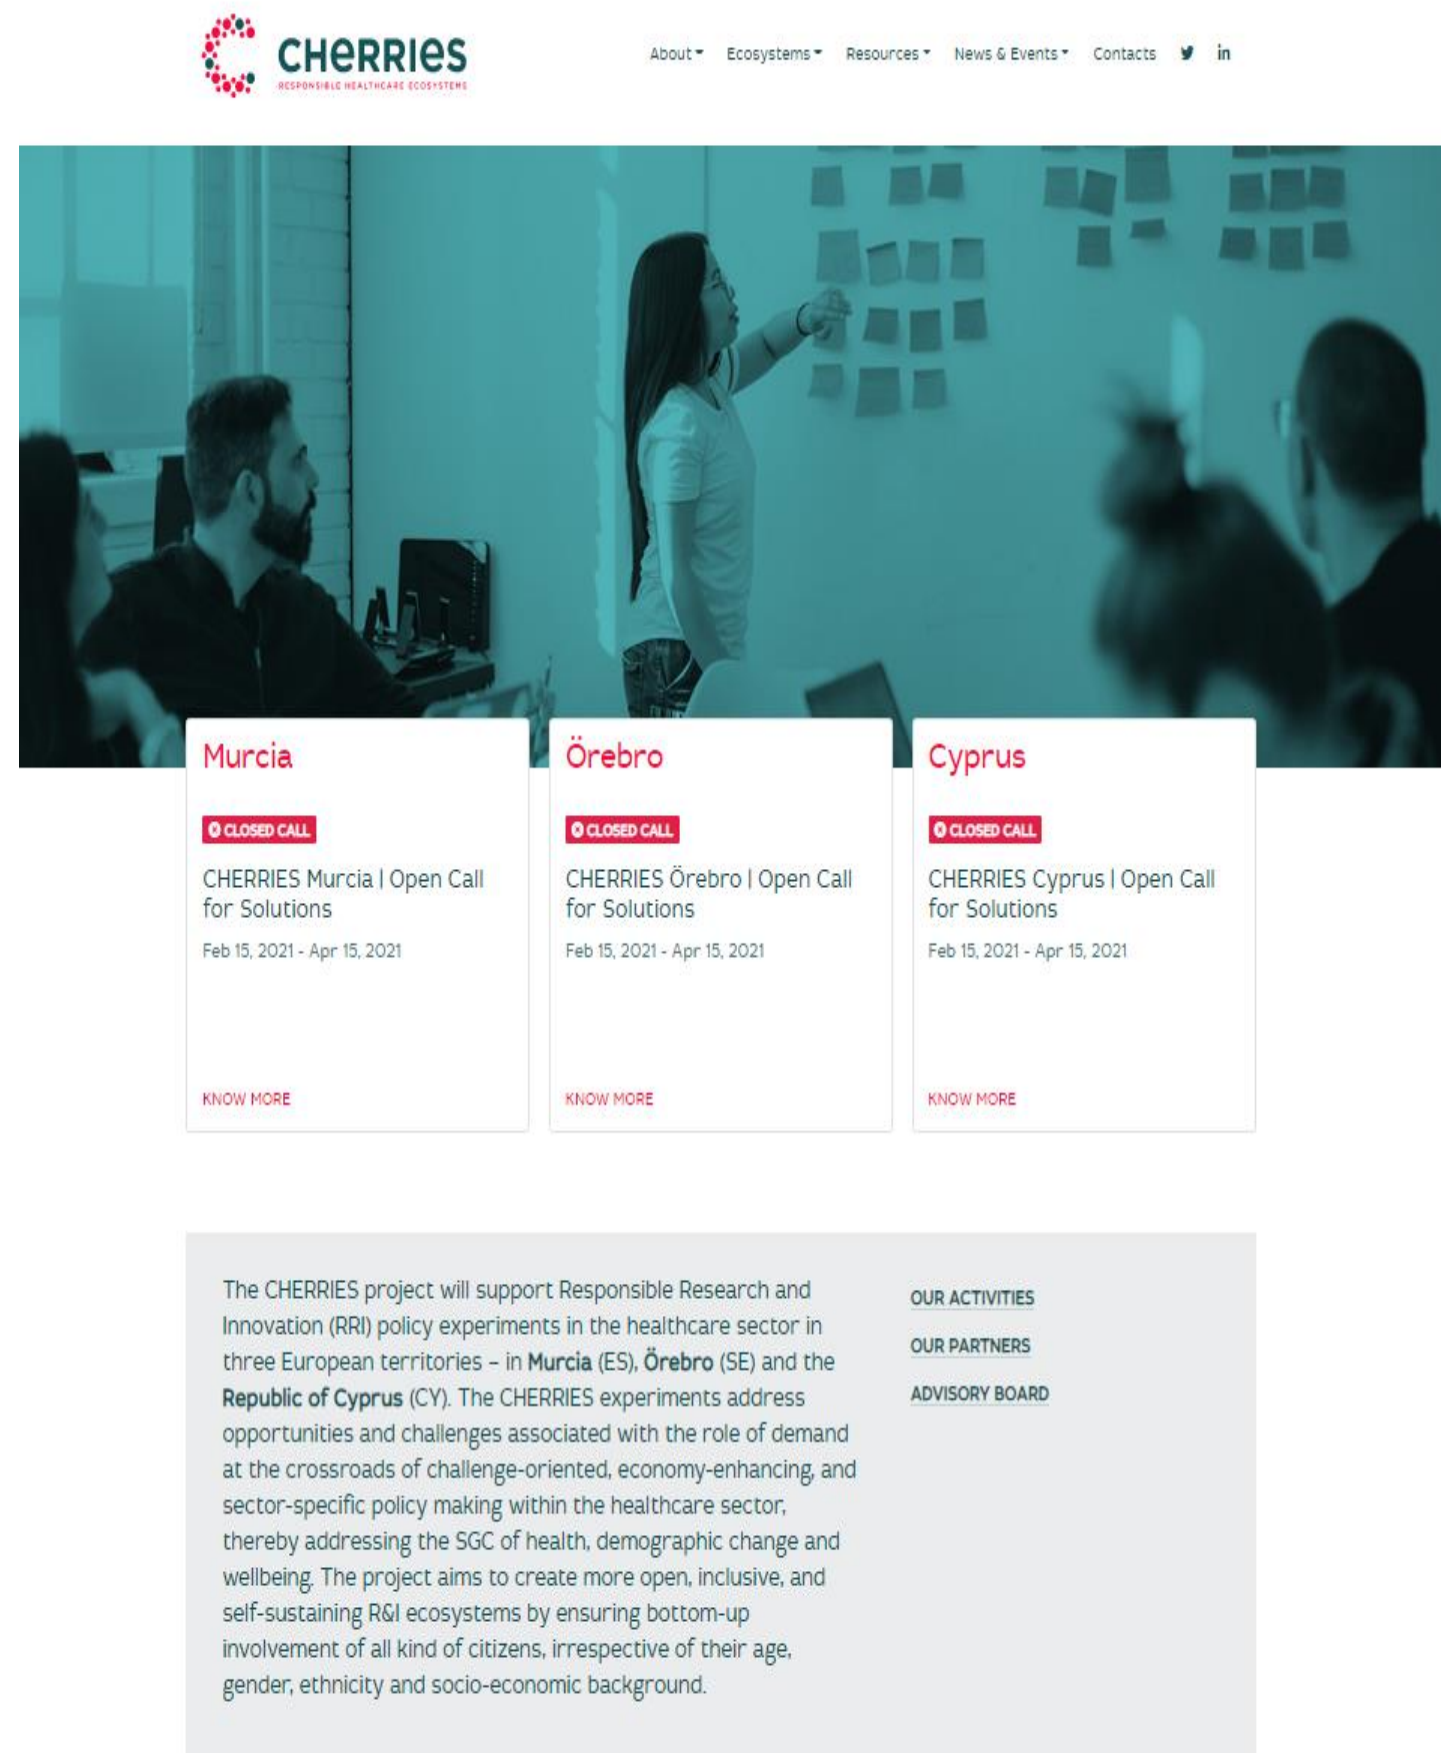 CHERRIES
RESPONSIBLE HEALTHCARE ECOSYSTEMS
About Ecosystems Resources News & Events Contacts in
Murcia
CLOSED CALL
CHERRIES Murcia | Open Call
for Solutions
Feb 15, 2021 - Apr 15, 2021
KNOW MORE
Örebro
CLOSED CALL
CHERRIES Örebro | Open Call
for Solutions
Feb 15, 2021 - Apr 15, 2021
KNOW MORE
Cyprus
CLOSED CALL
CHERRIES Cyprus | Open Call
for Solutions
Feb 15, 2021 - Apr 15, 2021
KNOW MORE
The CHERRIES project will support Responsible Research and
Innovation (RRI) policy experiments in the healthcare sector in
three European territories – in Murcia (ES), Örebro (SE) and the
Republic of Cyprus (CY). The CHERRIES experiments address
opportunities and challenges associated with the role of demand
at the crossroads of challenge-oriented, economy-enhancing, and
sector-specific policy making within the healthcare sector,
thereby addressing the SGC of health, demographic change and
wellbeing. The project aims to create more open, inclusive, and
self-sustaining R&I ecosystems by ensuring bottom-up
involvement of all kind of citizens, irrespective of their age,
gender, ethnicity and socio-economic background.
OUR ACTIVITIES
OUR PARTNERS
ADVISORY BOARD